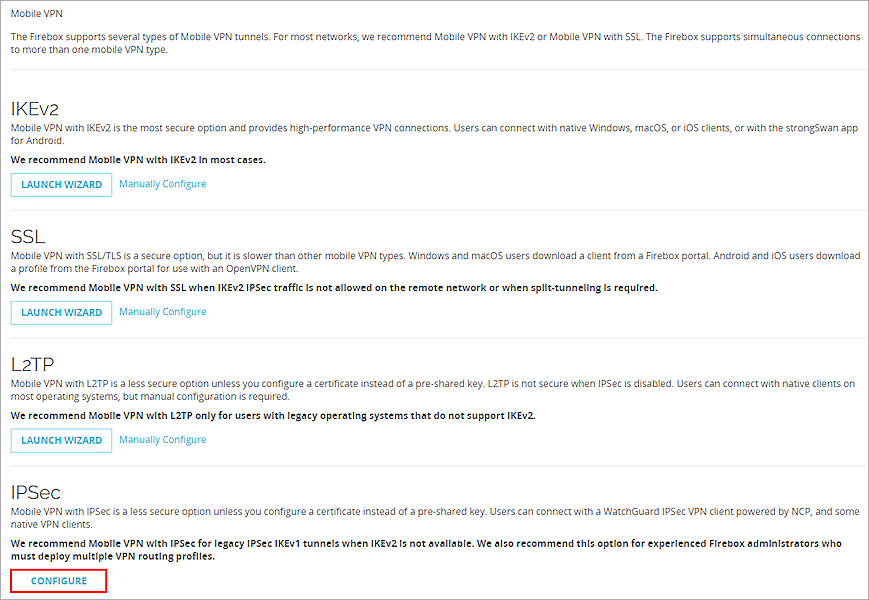 Mobile VPN
The Firebox supports several types of Mobile VPN tunnels. For most networks, we recommend Mobile VPN with IKEv2 or Mobile VPN with SSL. The Firebox supports simultaneous connections
to more than one mobile VPN type.
IKEv2
Mobile VPN with IKEv2 is the most secure option and provides high-performance VPN connections. Users can connect with native Windows, macOS, or iOS clients, or with the strongSwan app
for Android.
We recommend Mobile VPN with IKEv2 in most cases.
LAUNCH WIZARD Manually Configure
SSL
Mobile VPN with SSL/TLS is a secure option, but it is slower than other mobile VPN types. Windows and macOS users download a client from a Firebox portal. Android and iOS users download
a profile from the Firebox portal for use with an OpenVPN client.
We recommend Mobile VPN with SSL when IKEv2 IPSec traffic is not allowed on the remote network or when split-tunneling is required.
LAUNCH WIZARD Manually Configure
L2TP
Mobile VPN with L2TP is a less secure option unless you configure a certificate instead of a pre-shared key. L2TP is not secure when IPSec is disabled. Users can connect with native clients on
most operating systems, but manual configuration is required.
We recommend Mobile VPN with L2TP only for users with legacy operating systems that do not support IKEv2.
LAUNCH WIZARD Manually Configure
IPSec
Mobile VPN with IPSec is a less secure option unless you configure a certificate instead of a pre-shared key. Users can connect with a WatchGuard IPSec VPN client powered by NCP, and some
native VPN clients.
We recommend Mobile VPN with IPSec for legacy IPSec IKEv1 tunnels when IKEv2 is not available. We also recommend this option for experienced Firebox administrators who
must deploy multiple VPN routing profiles.
CONFIGURE